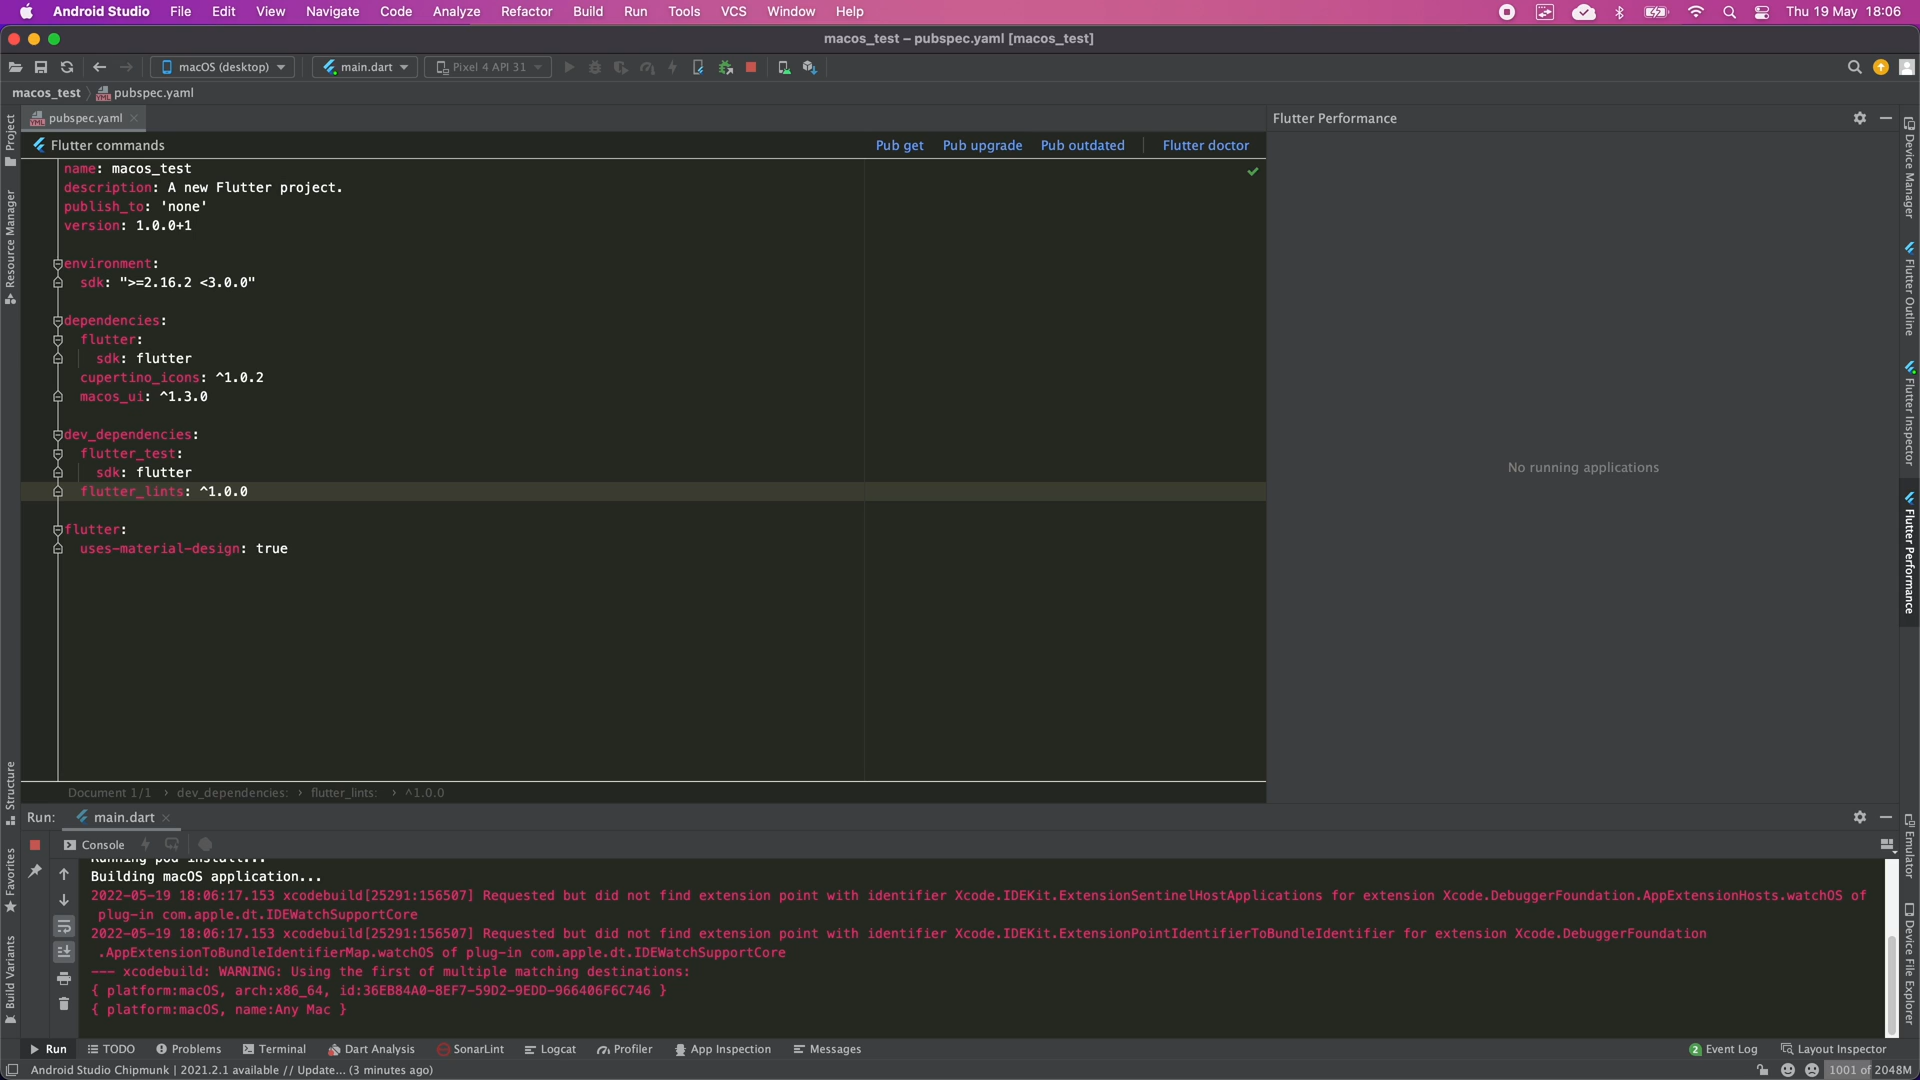 Android Studio File Edit View Navigate Code Analyze Refactor Build Run Tools VCS Window Help Thu 19 May 18:06
macos_test – pubspec.yaml [macos_test]
macOS (desktop) main.dart Pixel 4 API 31
macos_test pubspec.yaml
pubspec.yaml
Flutter Performance
Flutter commands Pub get Pub upgrade Pub outdated Flutter doctor
name: macos_test
description: A new Flutter project.
publish_to: 'none'
version: 1.0.0+1
environment:
sdk: ">=2.16.2 <3.0.0"
dependencies:
flutter:
sdk: flutter
cupertino_icons: ^1.0.2
macos_ui: ^1.3.0
dev_dependencies:
flutter_test:
sdk: flutter
flutter_lints: ^1.0.0
flutter:
uses-material-design: true
No running applications
Document 1/1 › dev_dependencies: › flutter_lints: › ^1.0.0
Project
Resource Manager
Structure
Favorites
Build Variants
Device Manager
Flutter Outline
Flutter Inspector
Flutter Performance
Emulator
Device File Explorer
Run: main.dart
Console
Running pod install...
Building macOS application...
2022-05-19 18:06:17.153 xcodebuild[25291:156507] Requested but did not find extension point with identifier Xcode.IDEKit.ExtensionSentinelHostApplications for extension Xcode.DebuggerFoundation.AppExtensionHosts.watchOS of
plug-in com.apple.dt.IDEWatchSupportCore
2022-05-19 18:06:17.153 xcodebuild[25291:156507] Requested but did not find extension point with identifier Xcode.IDEKit.ExtensionPointIdentifierToBundleIdentifier for extension Xcode.DebuggerFoundation
.AppExtensionToBundleIdentifierMap.watchOS of plug-in com.apple.dt.IDEWatchSupportCore
--- xcodebuild: WARNING: Using the first of multiple matching destinations:
{ platform:macOS, arch:x86_64, id:36EB84A0-8EF7-59D2-9EDD-966406F6C746 }
{ platform:macOS, name:Any Mac }
Run TODO Problems Terminal Dart Analysis SonarLint Logcat Profiler App Inspection Messages 2 Event Log Layout Inspector
Android Studio Chipmunk | 2021.2.1 available // Update... (3 minutes ago) 1001 of 2048M